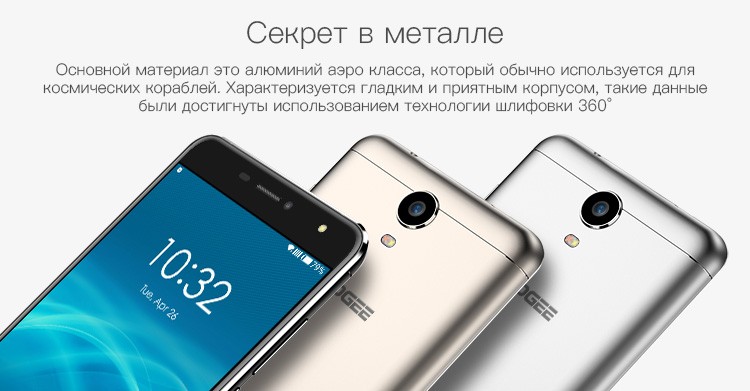 Секрет в металле
Основной материал это алюминий аэро класса, который обычно используется для
космических кораблей. Характеризуется гладким и приятным корпусом, такие данные
были достигнуты использованием технологии шлифовки 360°
79%
10:32
Tue, Apr 26